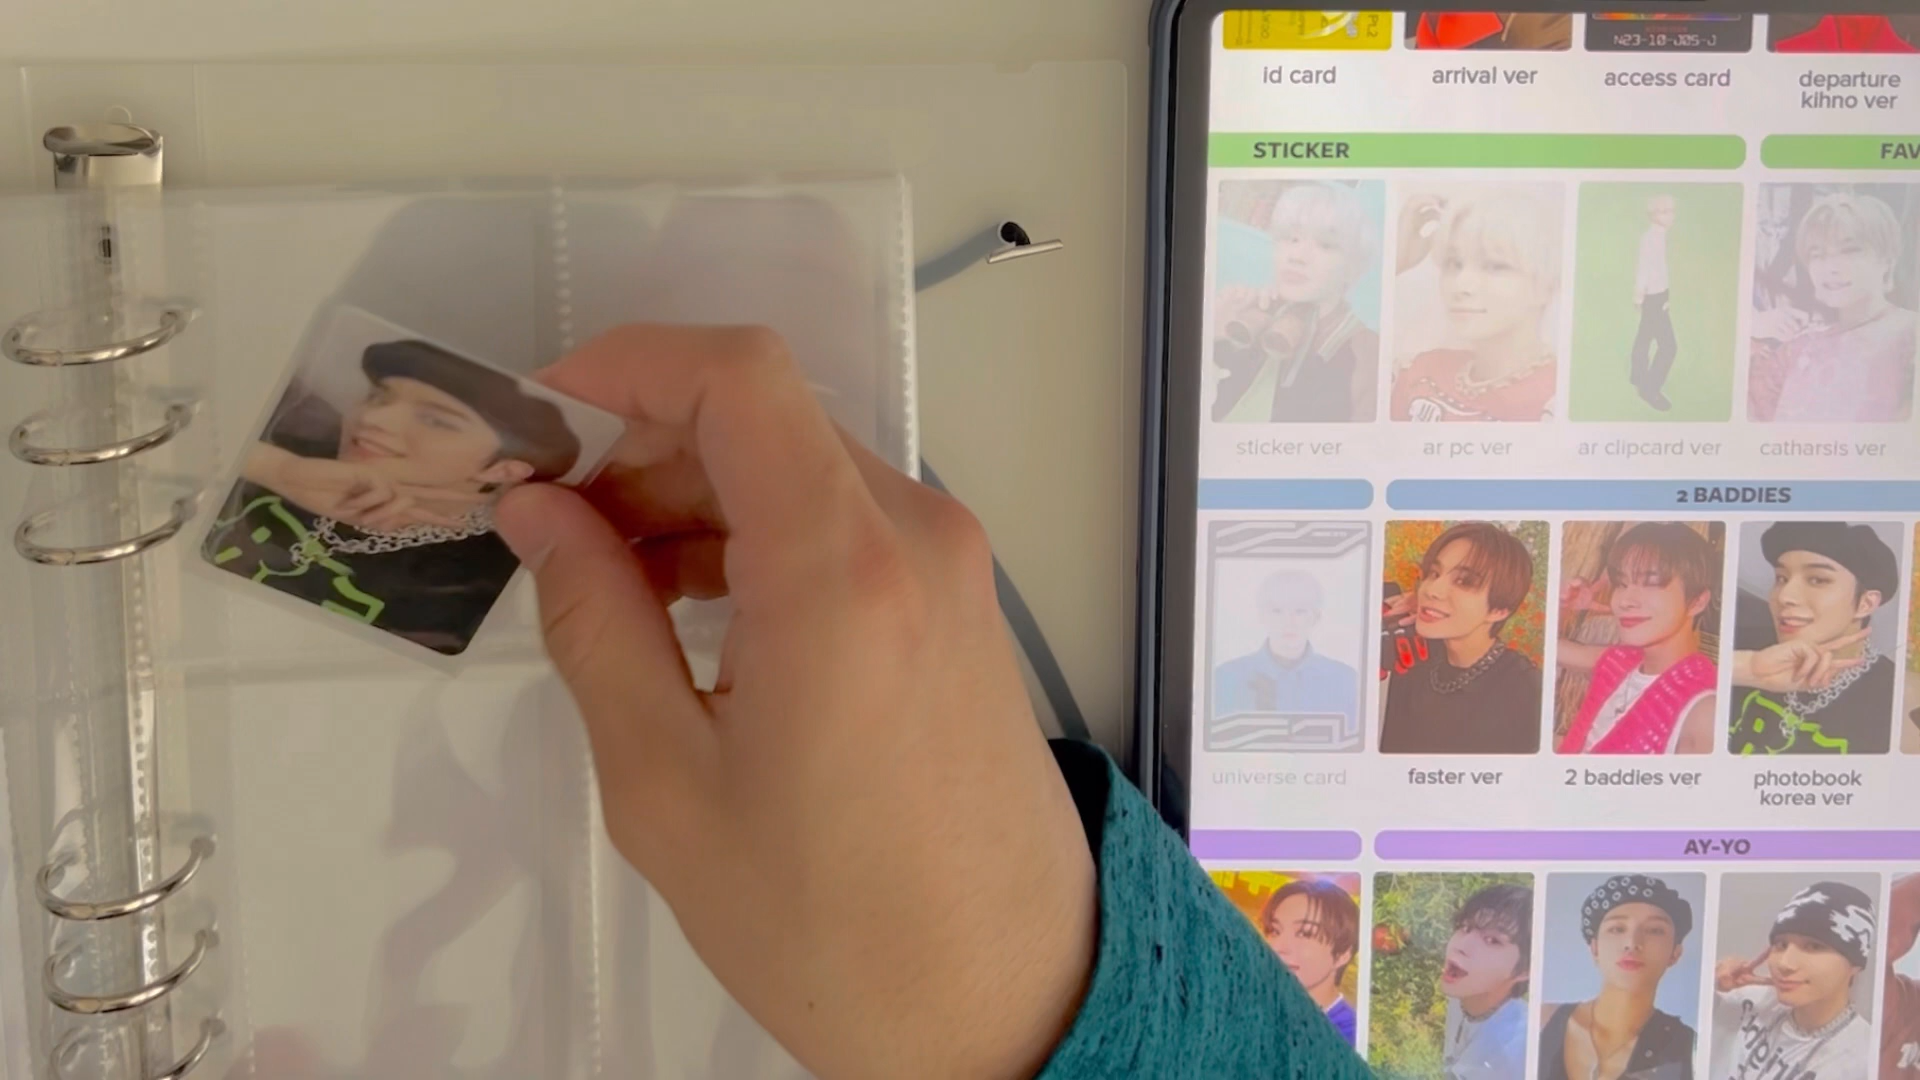 Pt.2
N23-10-J05-J
id card
arrival ver
access card
departure
kihno ver
STICKER
FAV
sticker ver
ar pc ver
ar clipcard ver
catharsis ver
2 BADDIES
universe card
faster ver
2 baddies ver
photobook
korea ver
AY-YO